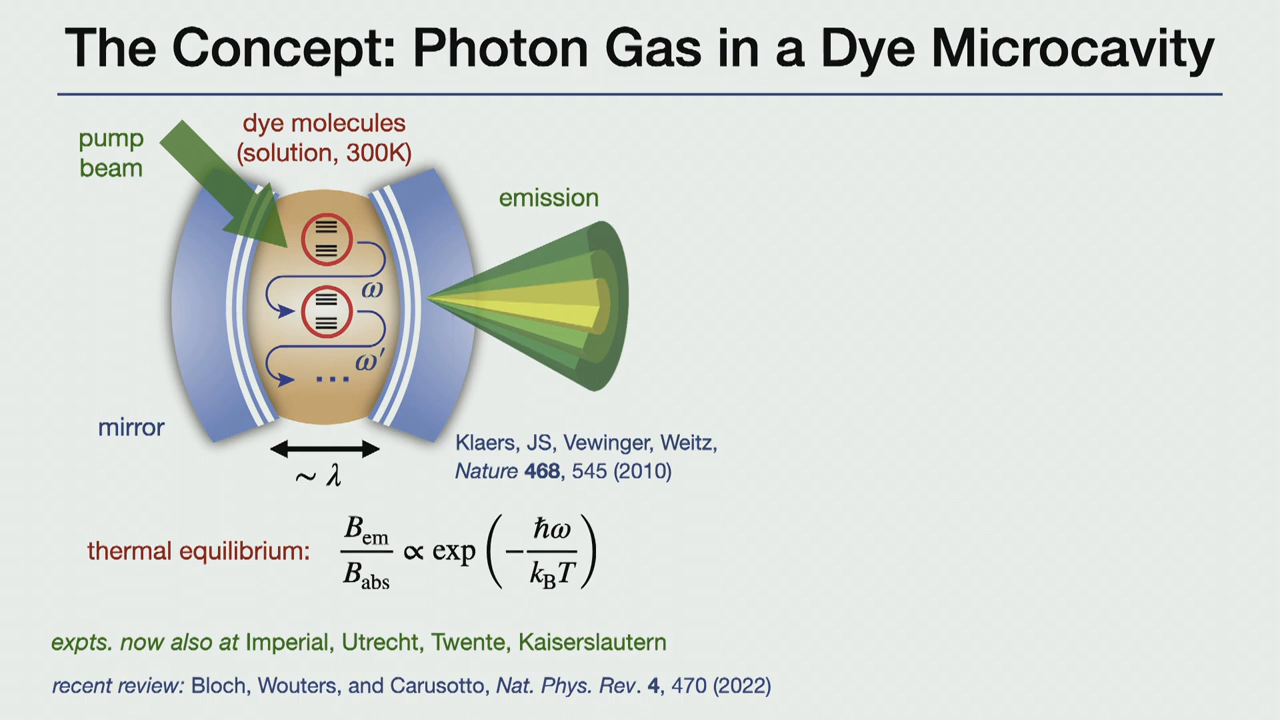 The Concept: Photon Gas in a Dye Microcavity
pump
beam
dye molecules
(solution, 300K)
emission
ω
ω′
...
mirror
~ λ
Klaers, JS, Vewinger, Weitz,
Nature 468, 545 (2010)
thermal equilibrium: B_em / B_abs ∝ exp (−ħω / k_B T)
expts. now also at Imperial, Utrecht, Twente, Kaiserslautern
recent review: Bloch, Wouters, and Carusotto, Nat. Phys. Rev. 4, 470 (2022)